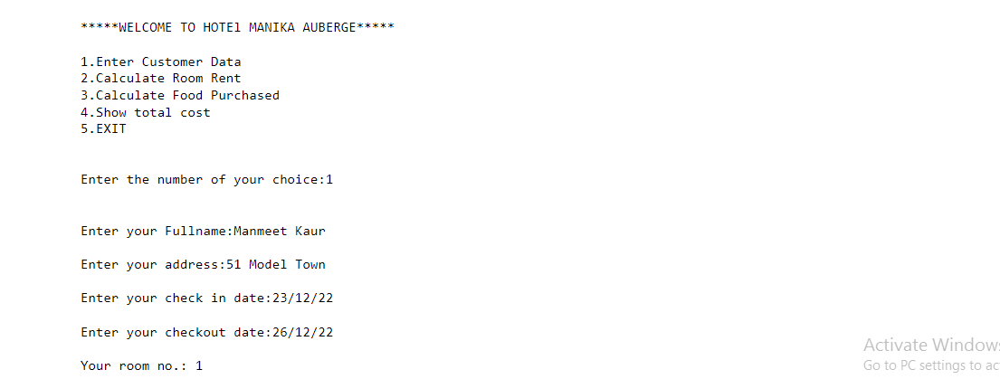 *****WELCOME TO HOTEl MANIKA AUBERGE*****
1.Enter Customer Data
2.Calculate Room Rent
3.Calculate Food Purchased
4.Show total cost
5.EXIT
Enter the number of your choice:1
Enter your Fullname:Manmeet Kaur
Enter your address:51 Model Town
Enter your check in date:23/12/22
Enter your checkout date:26/12/22
Your room no.: 1
Activate Windows
Go to PC settings to ac